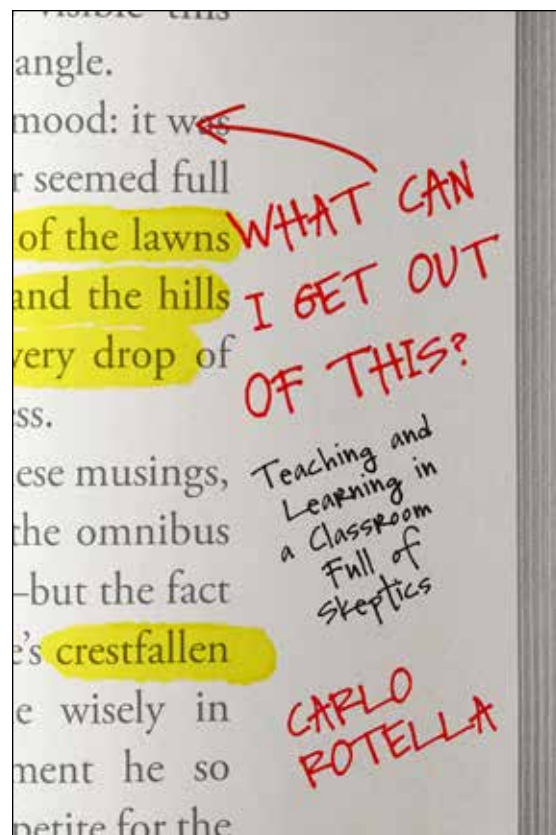 visible this
angle.
mood: it was
r seemed full
of the lawns
and the hills
very drop of
ss.
ese musings,
the omnibus
–but the fact
e’s crestfallen
e wisely in
ment he so
petite for the
WHAT CAN
I GET OUT
OF THIS?
Teaching and
Learning in
a Classroom
Full of
Skeptics
CARLO
ROTELLA